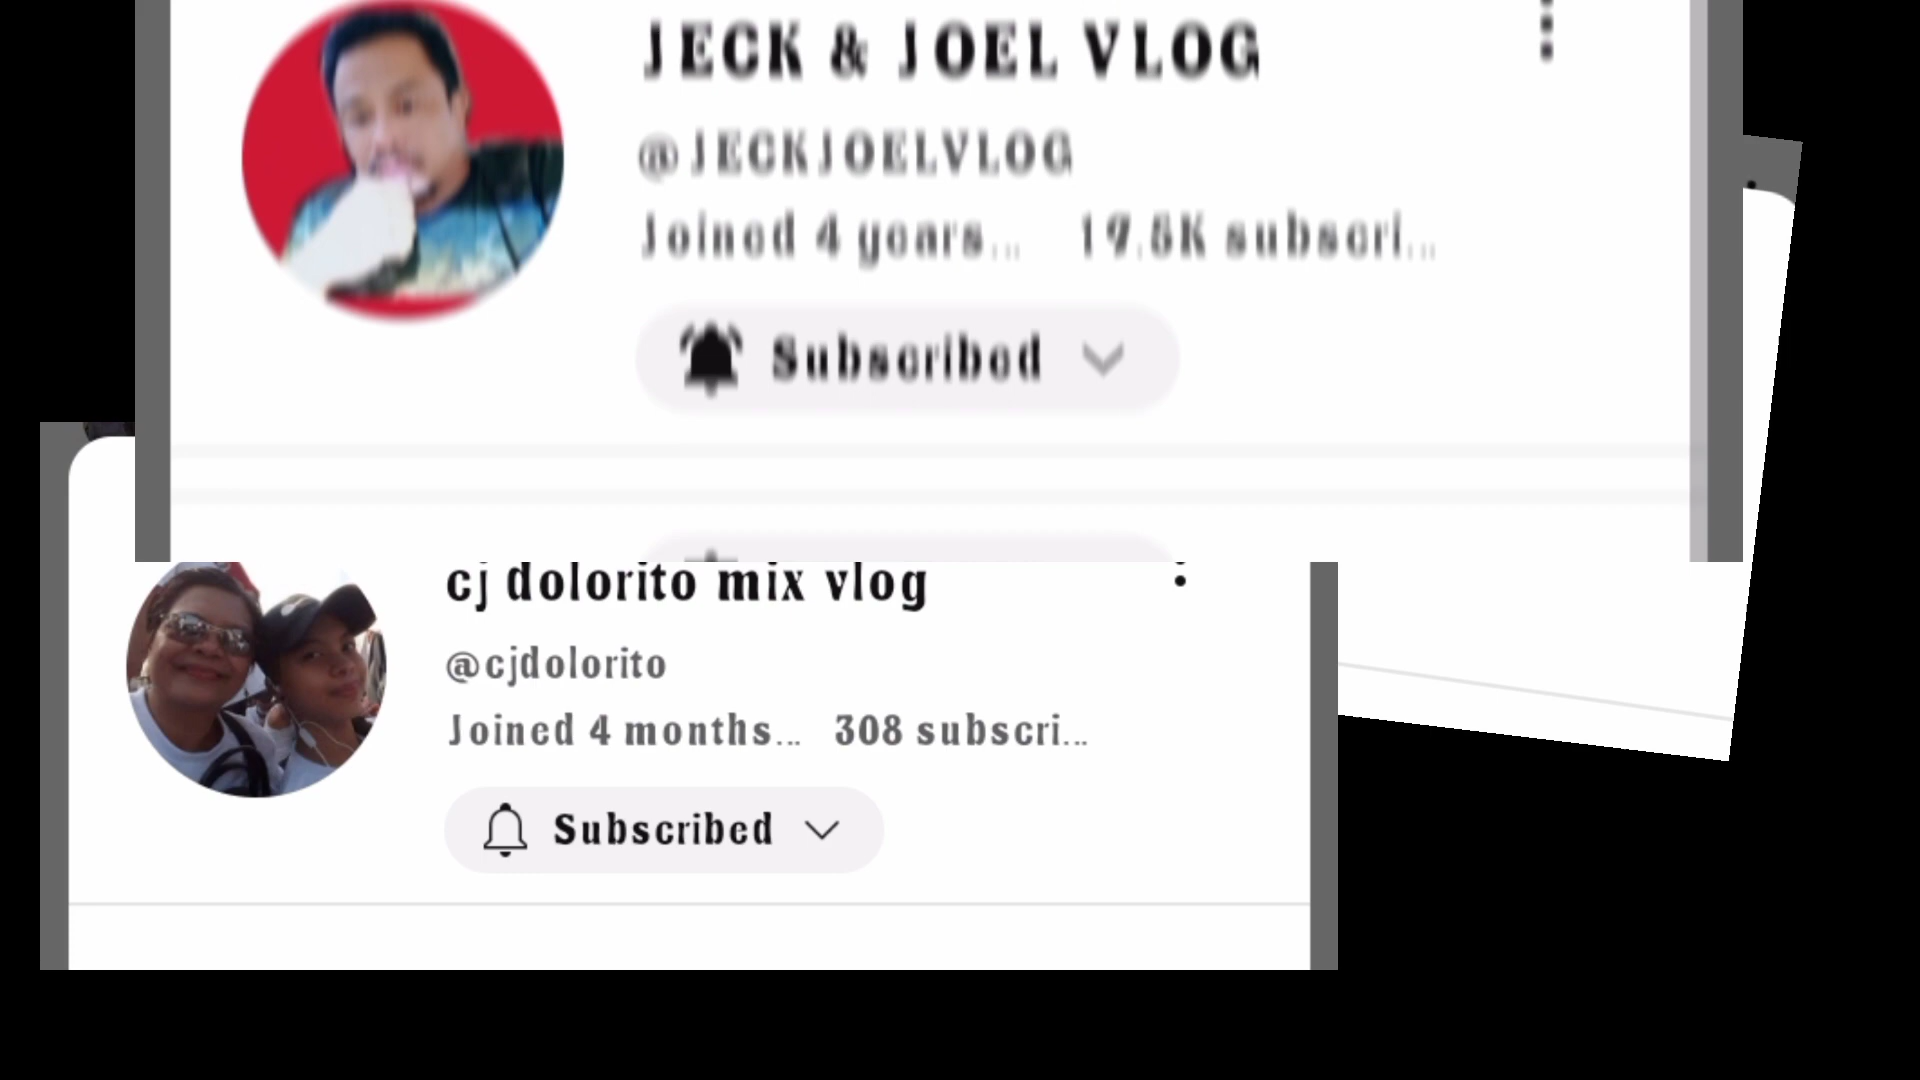 JECK & JOEL VLOG
@JECKJOELVLOG
Joined 4 years... 19.5K subscri...
Subscribed
cj dolorito mix vlog
@cjdolorito
Joined 4 months... 308 subscri...
Subscribed